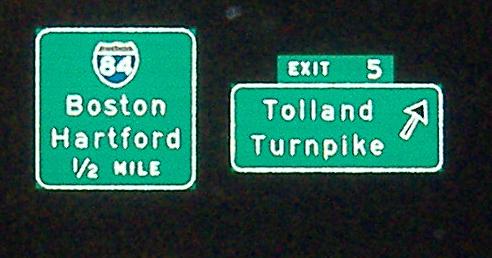 84
Boston
Hartford
1/2 MILE
EXIT 5
Tolland
Turnpike